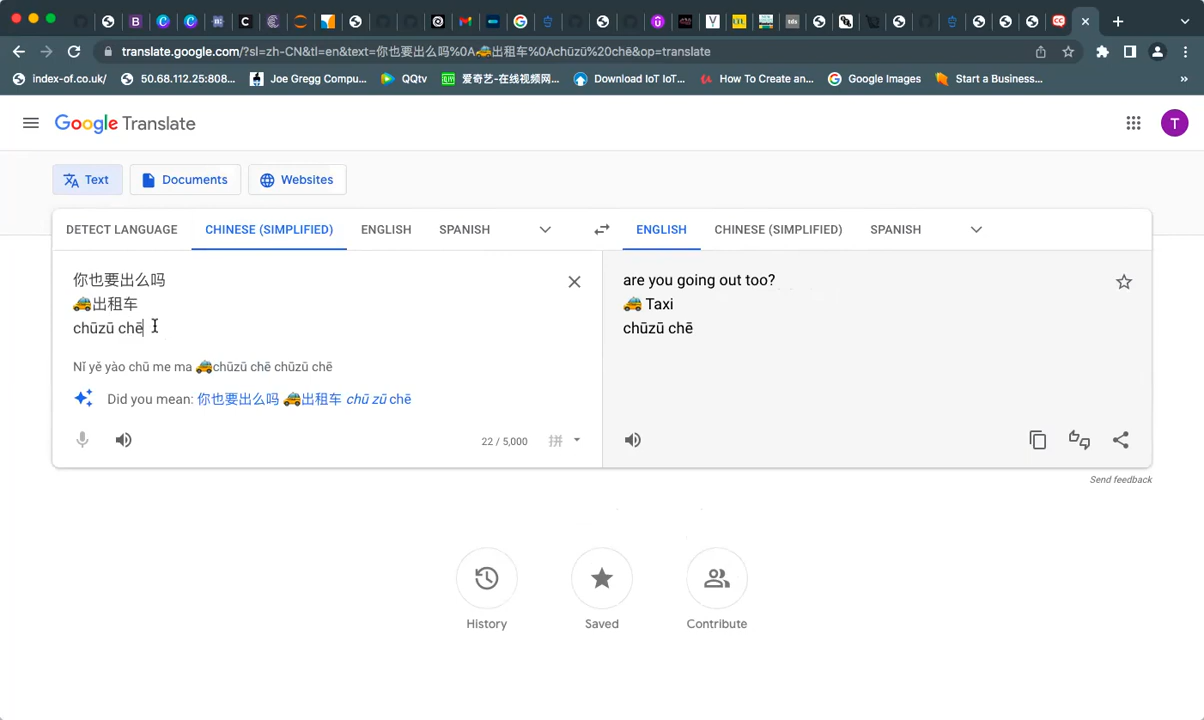 translate.google.com/?sl=zh-CN&tl=en&text=你也要出么吗%0A🚕出租车%0Achūzū%20chē&op=translate
index-of.co.uk/ 50.68.112.25:808... Joe Gregg Compu... QQtv 爱奇艺-在线视频网... Download IoT IoT... How To Create an... Google Images Start a Business... »
Google Translate T
Text Documents Websites
DETECT LANGUAGE CHINESE (SIMPLIFIED) ENGLISH SPANISH ENGLISH CHINESE (SIMPLIFIED) SPANISH
你也要出么吗
🚕出租车
chūzū chē
Nǐ yě yào chū me ma 🚕chūzū chē chūzū chē
Did you mean: 你也要出么吗 🚕出租车 chū zū chē
22 / 5,000 拼
are you going out too?
🚕 Taxi
chūzū chē
Send feedback
History Saved Contribute